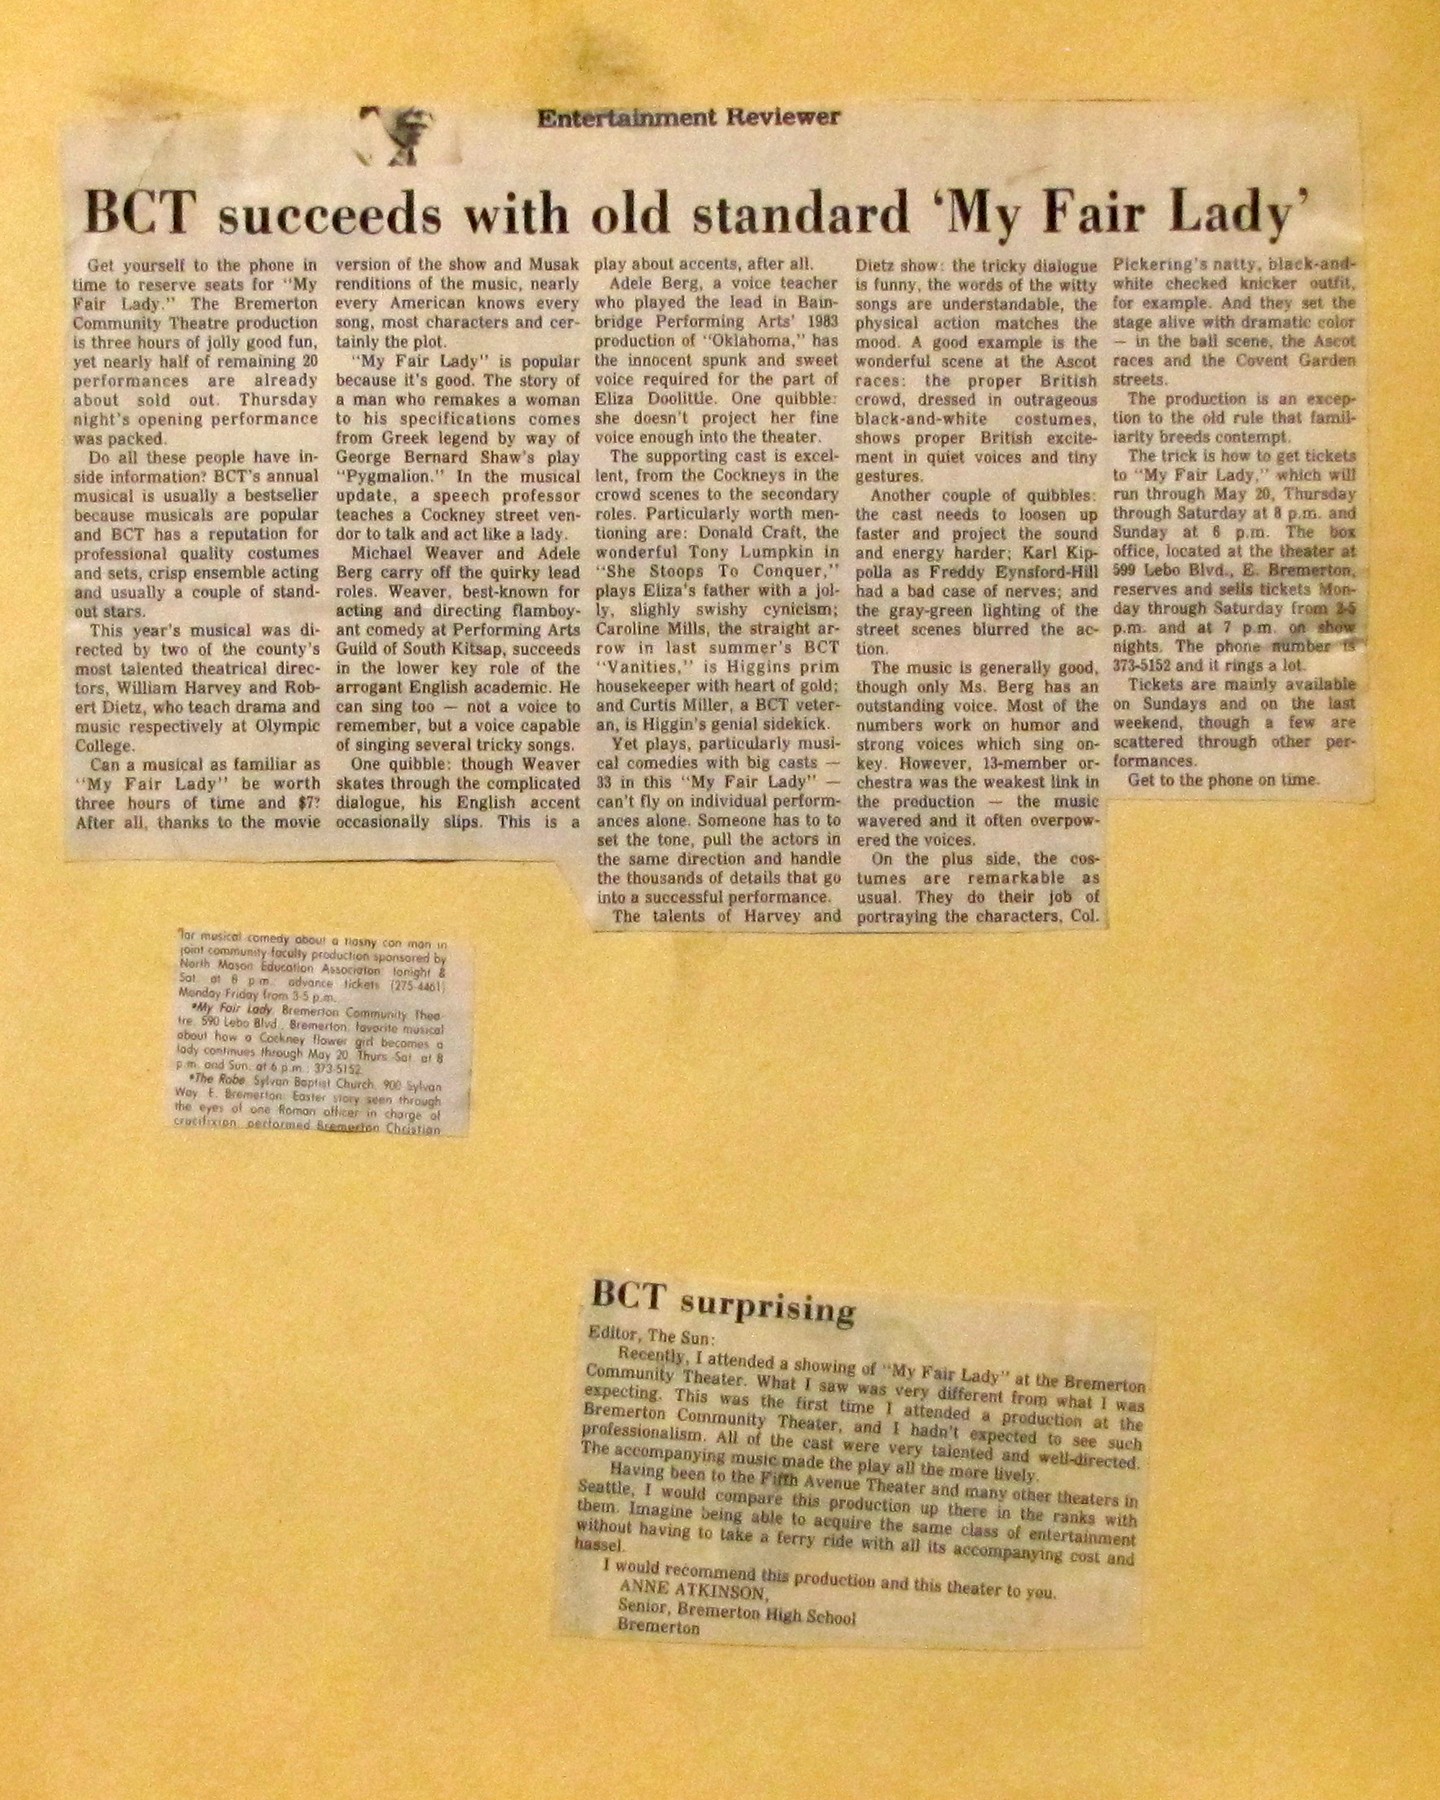 Entertainment Reviewer
BCT succeeds with old standard ‘My Fair Lady’
Get yourself to the phone in
time to reserve seats for “My
Fair Lady.” The Bremerton
Community Theatre production
is three hours of jolly good fun,
yet nearly half of remaining 20
performances are already
about sold out. Thursday
night’s opening performance
was packed.
Do all these people have in-
side information? BCT’s annual
musical is usually a bestseller
because musicals are popular
and BCT has a reputation for
professional quality costumes
and sets, crisp ensemble acting
and usually a couple of stand-
out stars.
This year’s musical was di-
rected by two of the county’s
most talented theatrical direc-
tors, William Harvey and Rob-
ert Dietz, who teach drama and
music respectively at Olympic
College.
Can a musical as familiar as
“My Fair Lady” be worth
three hours of time and $7?
After all, thanks to the movie
version of the show and Musak
renditions of the music, nearly
every American knows every
song, most characters and cer-
tainly the plot.
“My Fair Lady” is popular
because it’s good. The story of
a man who remakes a woman
to his specifications comes
from Greek legend by way of
George Bernard Shaw’s play
“Pygmalion.” In the musical
update, a speech professor
teaches a Cockney street ven-
dor to talk and act like a lady.
Michael Weaver and Adele
Berg carry off the quirky lead
roles. Weaver, best-known for
acting and directing flamboy-
ant comedy at Performing Arts
Guild of South Kitsap, succeeds
in the lower key role of the
arrogant English academic. He
can sing too — not a voice to
remember, but a voice capable
of singing several tricky songs.
One quibble: though Weaver
skates through the complicated
dialogue, his English accent
occasionally slips. This is a
play about accents, after all.
Adele Berg, a voice teacher
who played the lead in Bain-
bridge Performing Arts’ 1983
production of “Oklahoma,” has
the innocent spunk and sweet
voice required for the part of
Eliza Doolittle. One quibble:
she doesn’t project her fine
voice enough into the theater.
The supporting cast is excel-
lent, from the Cockneys in the
crowd scenes to the secondary
roles. Particularly worth men-
tioning are: Donald Craft, the
wonderful Tony Lumpkin in
“She Stoops To Conquer,”
plays Eliza’s father with a jol-
ly, slighly swishy cynicism;
Caroline Mills, the straight ar-
row in last summer’s BCT
“Vanities,” is Higgins prim
housekeeper with heart of gold;
and Curtis Miller, a BCT veter-
an, is Higgin’s genial sidekick.
Yet plays, particularly musi-
cal comedies with big casts —
33 in this “My Fair Lady” —
can’t fly on individual perform-
ances alone. Someone has to to
set the tone, pull the actors in
the same direction and handle
the thousands of details that go
into a successful performance.
The talents of Harvey and
Dietz show: the tricky dialogue
is funny, the words of the witty
songs are understandable, the
physical action matches the
mood. A good example is the
wonderful scene at the Ascot
races: the proper British
crowd, dressed in outrageous
black-and-white costumes,
shows proper British excite-
ment in quiet voices and tiny
gestures.
Another couple of quibbles:
the cast needs to loosen up
faster and project the sound
and energy harder; Karl Kip-
polla as Freddy Eynsford-Hill
had a bad case of nerves; and
the gray-green lighting of the
street scenes blurred the ac-
tion.
The music is generally good,
though only Ms. Berg has an
outstanding voice. Most of the
numbers work on humor and
strong voices which sing on-
key. However, 13-member or-
chestra was the weakest link in
the production — the music
wavered and it often overpow-
ered the voices.
On the plus side, the cos-
tumes are remarkable as
usual. They do their job of
portraying the characters, Col.
Pickering’s natty, black-and-
white checked knicker outfit,
for example. And they set the
stage alive with dramatic color
— in the ball scene, the Ascot
races and the Covent Garden
streets.
The production is an excep-
tion to the old rule that famil-
iarity breeds contempt.
The trick is how to get tickets
to “My Fair Lady,” which will
run through May 20, Thursday
through Saturday at 8 p.m. and
Sunday at 6 p.m. The box
office, located at the theater at
599 Lebo Blvd., E. Bremerton,
reserves and sells tickets Mon-
day through Saturday from 3-5
p.m. and at 7 p.m. on show
nights. The phone number is
373-5152 and it rings a lot.
Tickets are mainly available
on Sundays and on the last
weekend, though a few are
scattered through other per-
formances.
Get to the phone on time.
lar musical comedy about a flashy con man in
joint community-faculty production sponsored by
North Mason Education Associaton: tonight &
Sat. at 8 p.m. advance tickets (275-4461)
Monday Friday from 3-5 p.m.
*My Fair Lady. Bremerton Community Thea-
tre, 590 Lebo Blvd., Bremerton, favorite musical
about how a Cockney flower girl becomes a
lady continues through May 20. Thurs-Sat. at 8
p.m. and Sun. at 6 p.m.: 373-5152.
*The Robe. Sylvan Baptist Church. 900 Sylvan
Way E. Bremerton: Easter story seen through
the eyes of one Roman officer in charge of
crucifixion, performed Bremerton Christian
BCT surprising
Editor, The Sun:
Recently, I attended a showing of “My Fair Lady” at the Bremerton
Community Theater. What I saw was very different from what I was
expecting. This was the first time I attended a production at the
Bremerton Community Theater, and I hadn’t expected to see such
professionalism. All of the cast were very talented and well-directed.
The accompanying music made the play all the more lively.
Having been to the Fifth Avenue Theater and many other theaters in
Seattle, I would compare this production up there in the ranks with
them. Imagine being able to acquire the same class of entertainment
without having to take a ferry ride with all its accompanying cost and
hassel.
I would recommend this production and this theater to you.
ANNE ATKINSON,
Senior, Bremerton High School
Bremerton